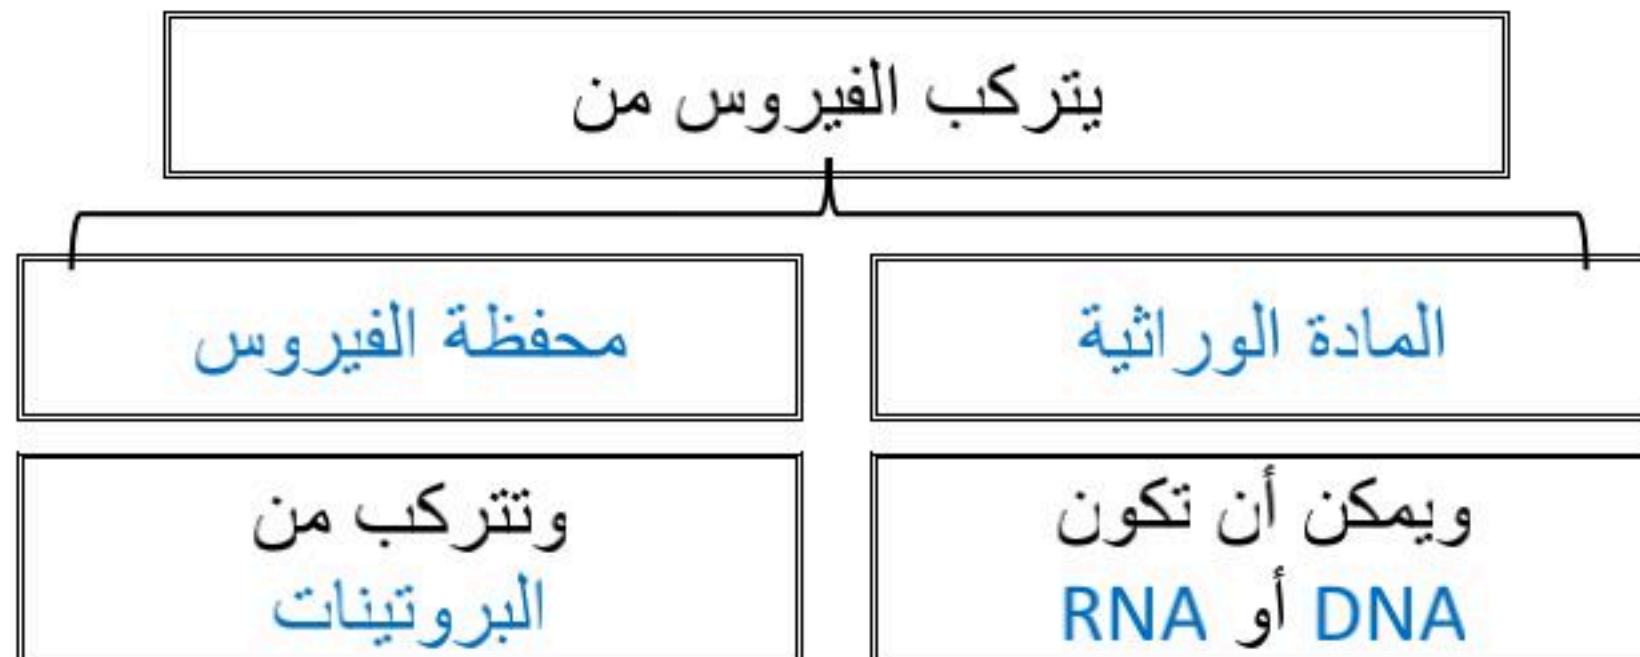 يتركب الفيروس من
المادة الوراثية
ويمكن أن تكون
DNA أو RNA
محفظة الفيروس
وتتركب من
البروتينات